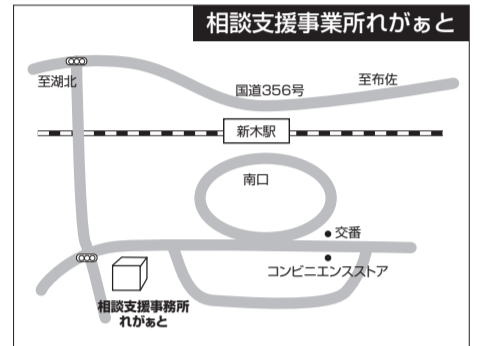 相談支援事業所れがぁと
至湖北
国道356号
至布佐
新木駅
南口
交番
コンビニエンスストア
相談支援事務所
れがぁと